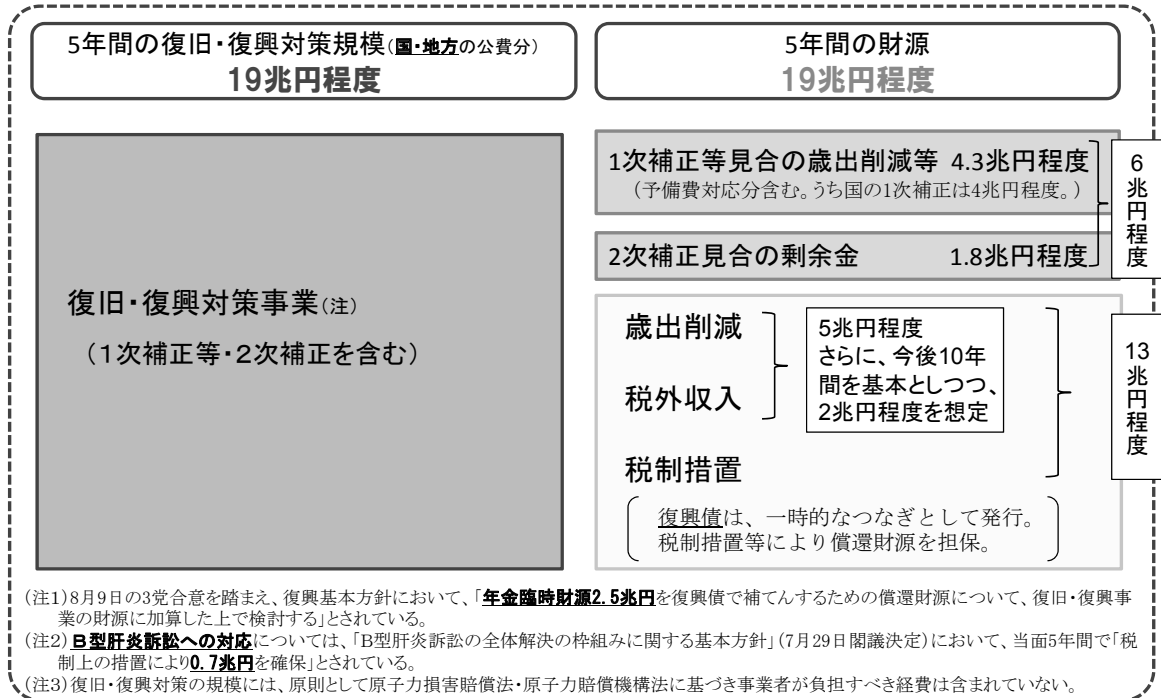 5年間の復旧・復興対策規模(国・地方の公費分)
19兆円程度
5年間の財源
19兆円程度
復旧・復興対策事業(注)
(1次補正等・2次補正を含む)
1次補正等見合の歳出削減等 4.3兆円程度
(予備費対応分含む。うち国の1次補正は4兆円程度。)
2次補正見合の剰余金 1.8兆円程度
6兆円程度
歳出削減
税外収入
税制措置
5兆円程度
さらに、今後10年
間を基本としつつ、
2兆円程度を想定
13兆円程度
復興債は、一時的なつなぎとして発行。
税制措置等により償還財源を担保。
(注1)8月9日の3党合意を踏まえ、復興基本方針において、「年金臨時財源2.5兆円を復興債で補てんするための償還財源について、復旧・復興事
業の財源に加算した上で検討する」とされている。
(注2)B型肝炎訴訟への対応については、「B型肝炎訴訟の全体解決の枠組みに関する基本方針」(7月29日閣議決定)において、当面5年間で「税
制上の措置により0.7兆円を確保」とされている。
(注3)復旧・復興対策の規模には、原則として原子力損害賠償法・原子力賠償機構法に基づき事業者が負担すべき経費は含まれていない。